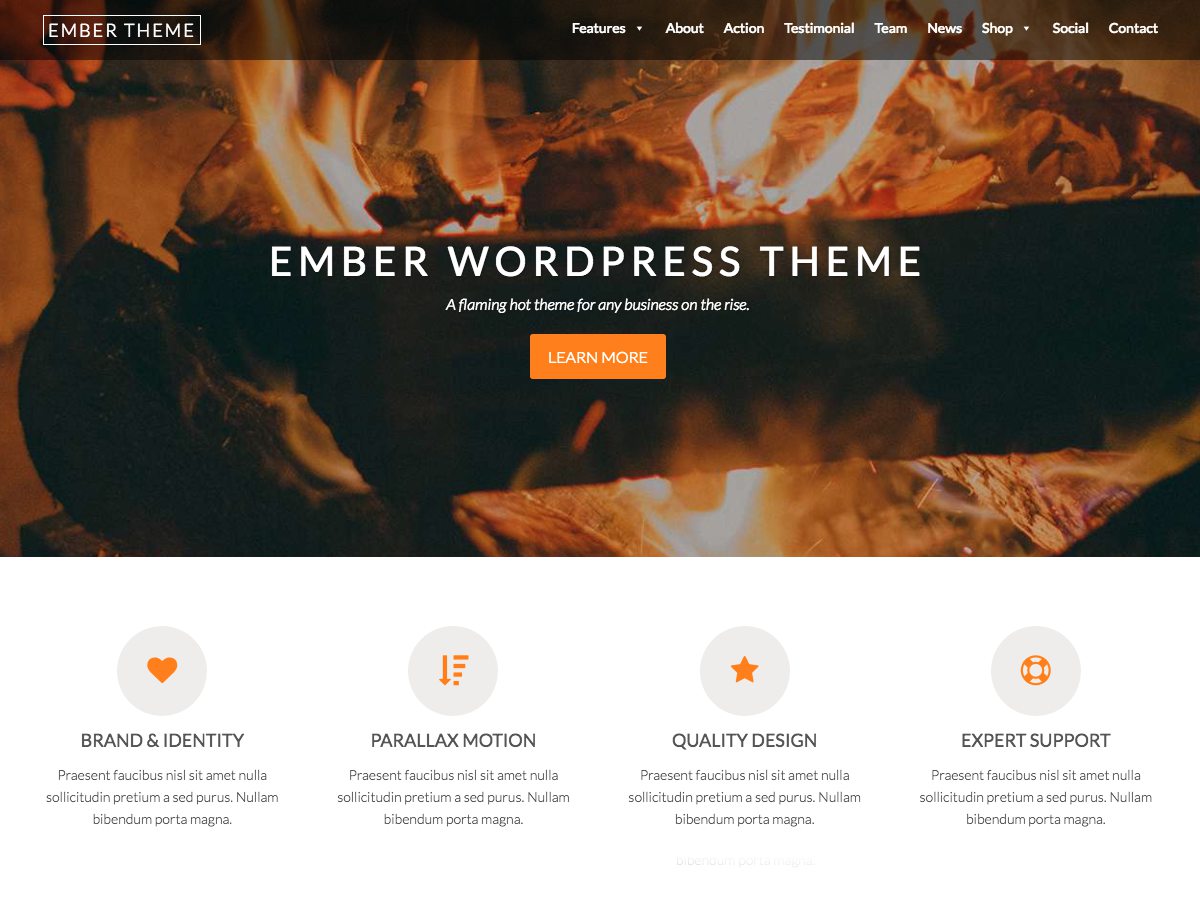 EMBER THEME
Features About Action Testimonial Team News Shop Social Contact
EMBER WORDPRESS THEME
A flaming hot theme for any business on the rise.
LEARN MORE
BRAND & IDENTITY
Praesent faucibus nisl sit amet nulla
sollicitudin pretium a sed purus. Nullam
bibendum porta magna.
PARALLAX MOTION
Praesent faucibus nisl sit amet nulla
sollicitudin pretium a sed purus. Nullam
bibendum porta magna.
QUALITY DESIGN
Praesent faucibus nisl sit amet nulla
sollicitudin pretium a sed purus. Nullam
bibendum porta magna.
bibendum porta magna.
EXPERT SUPPORT
Praesent faucibus nisl sit amet nulla
sollicitudin pretium a sed purus. Nullam
bibendum porta magna.